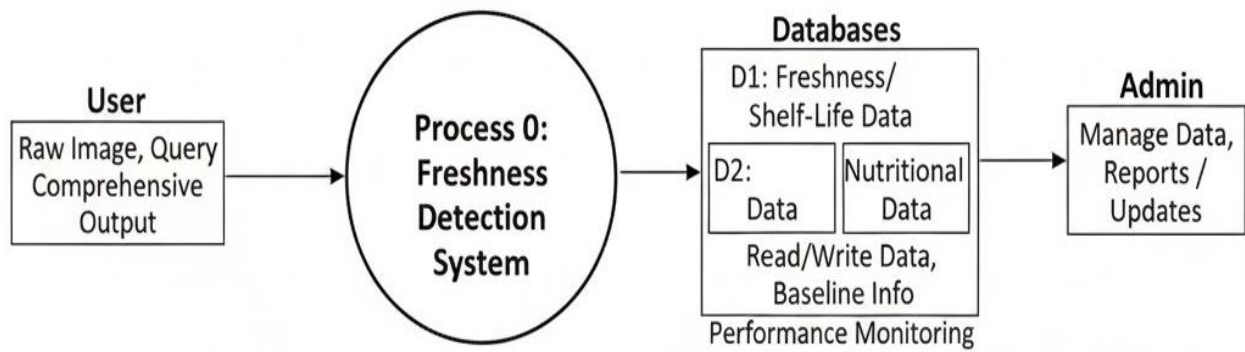 User
Raw Image, Query
Comprehensive
Output
Process 0:
Freshness
Detection
System
Databases
D1: Freshness/
Shelf-Life Data
D2:
Data
Nutritional
Data
Read/Write Data,
Baseline Info
Performance Monitoring
Admin
Manage Data,
Reports /
Updates